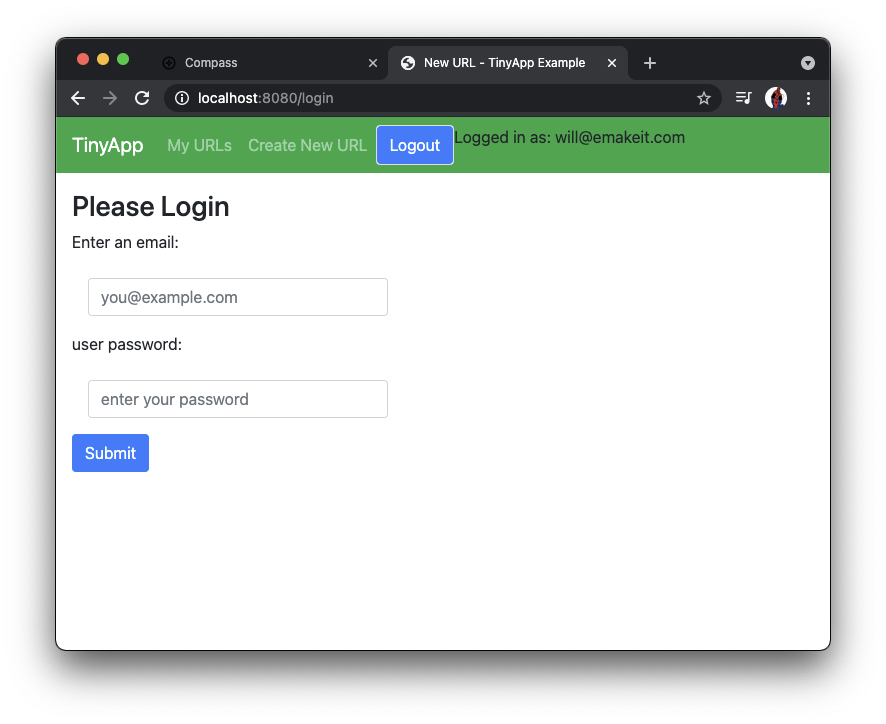 Compass
New URL - TinyApp Example
localhost:8080/login
TinyApp My URLs Create New URL Logout Logged in as: will@emakeit.com
Please Login
Enter an email:
you@example.com
user password:
enter your password
Submit